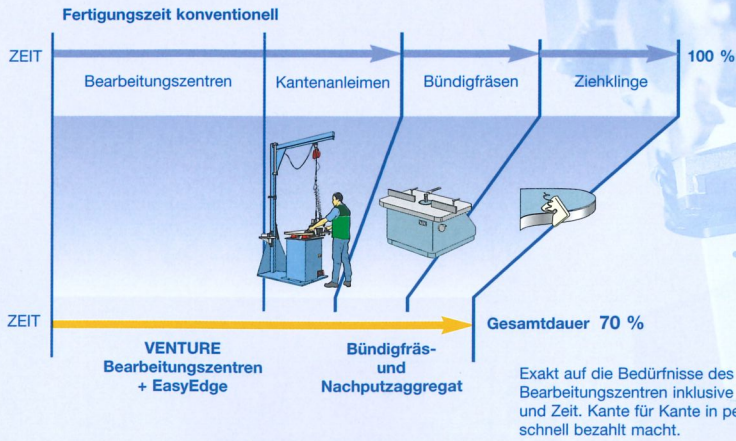 Fertigungszeit konventionell
ZEIT
100 %
Bearbeitungszentren
Kantenanleimen
Bündigfräsen
Ziehklinge
ZEIT
Gesamtdauer 70 %
VENTURE
Bearbeitungszentren
+ EasyEdge
Bündigfräs-
und
Nachputzaggregat
Exakt auf die Bedürfnisse des
Bearbeitungszentren inklusive
und Zeit. Kante für Kante in pe
schnell bezahlt macht.